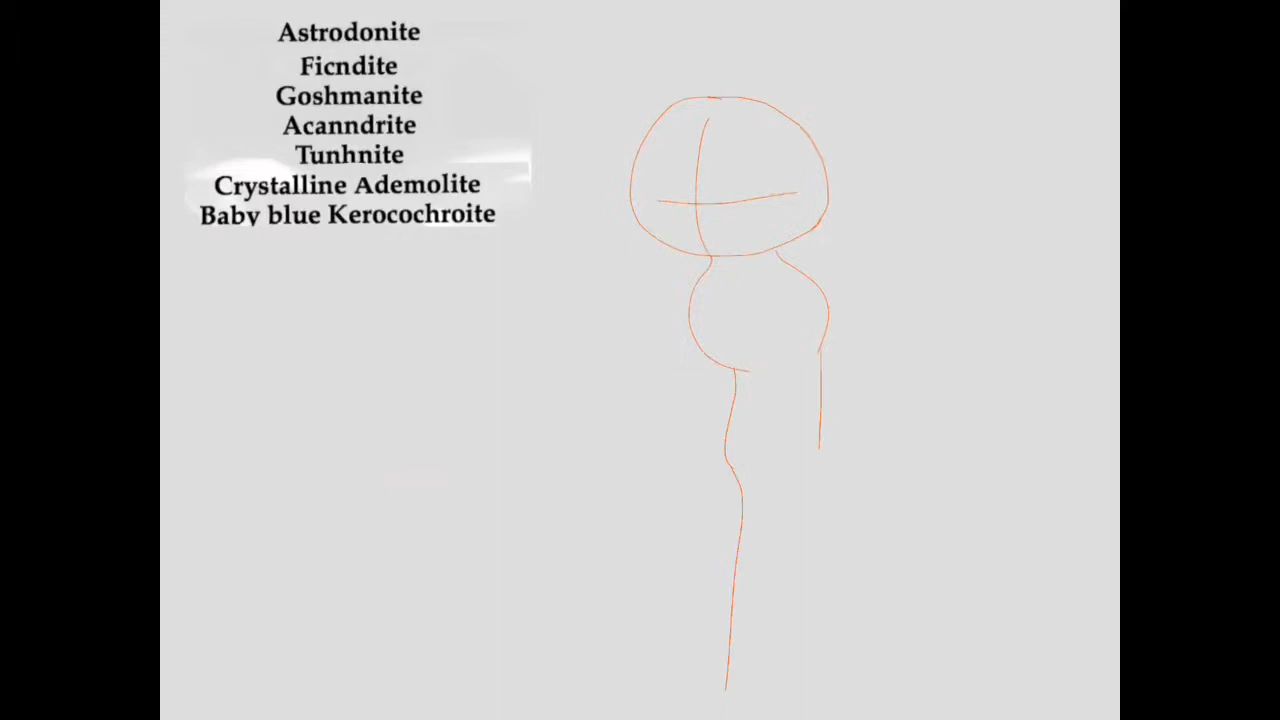 Astrodonite
Ficndite
Goshmanite
Acanndrite
Tunhnite
Crystalline Ademolite
Baby blue Kerocochroite